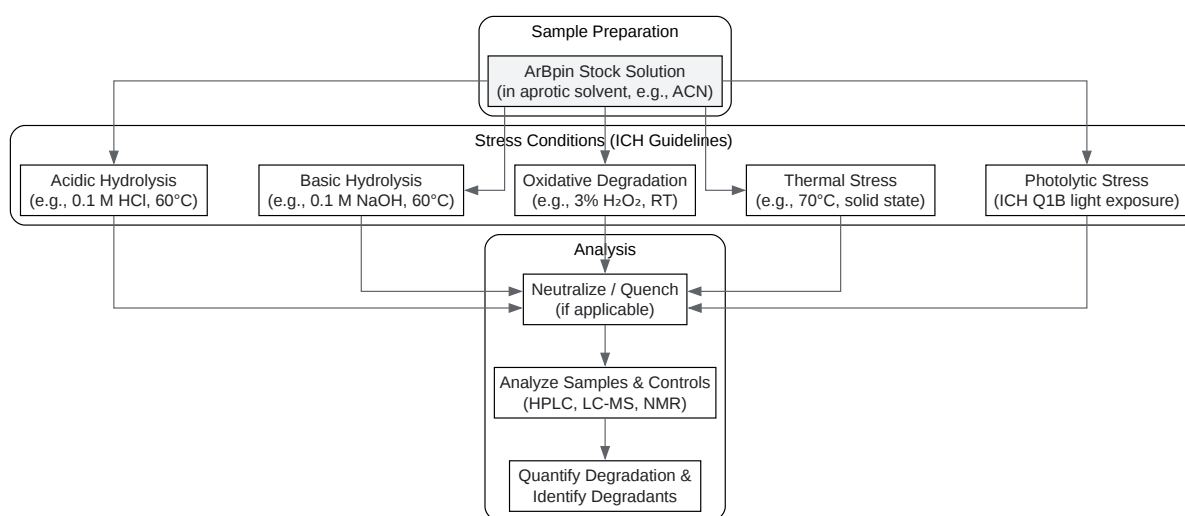 Sample Preparation
ArBpin Stock Solution
(in aprotic solvent, e.g., ACN)
Stress Conditions (ICH Guidelines)
Acidic Hydrolysis
(e.g., 0.1 M HCl, 60°C)
Basic Hydrolysis
(e.g., 0.1 M NaOH, 60°C)
Oxidative Degradation
(e.g., 3% H₂O₂, RT)
Thermal Stress
(e.g., 70°C, solid state)
Photolytic Stress
(ICH Q1B light exposure)
Analysis
Neutralize / Quench
(if applicable)
Analyze Samples & Controls
(HPLC, LC-MS, NMR)
Quantify Degradation &
Identify Degradants